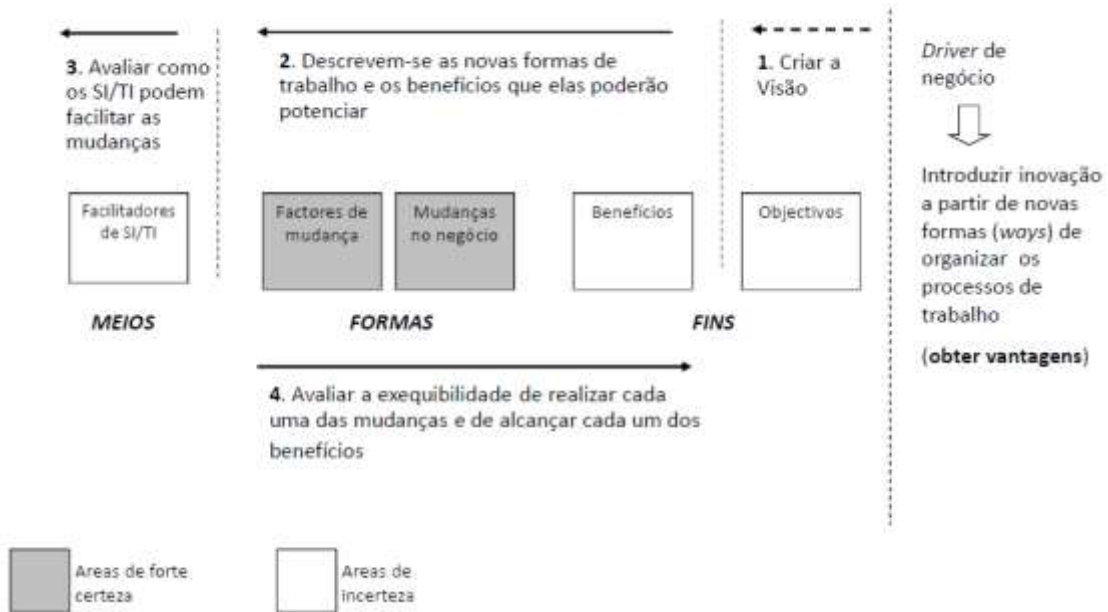 3. Avaliar como
os SI/TI podem
facilitar as
mudanças
2. Descrevem-se as novas formas de
trabalho e os benefícios que elas poderão
potenciar
1. Criar a
Visão
Driver de
negócio
Introduzir inovação
a partir de novas
formas (ways) de
organizar os
processos de
trabalho
(obter vantagens)
Facilitadores
de SI/TI
Factores de
mudança
Mudanças
no negócio
Benefícios
Objectivos
MEIOS
FORMAS
FINS
4. Avaliar a exequibilidade de realizar cada
uma das mudanças e de alcançar cada um dos
benefícios
Areas de forte
certeza
Areas de
incerteza